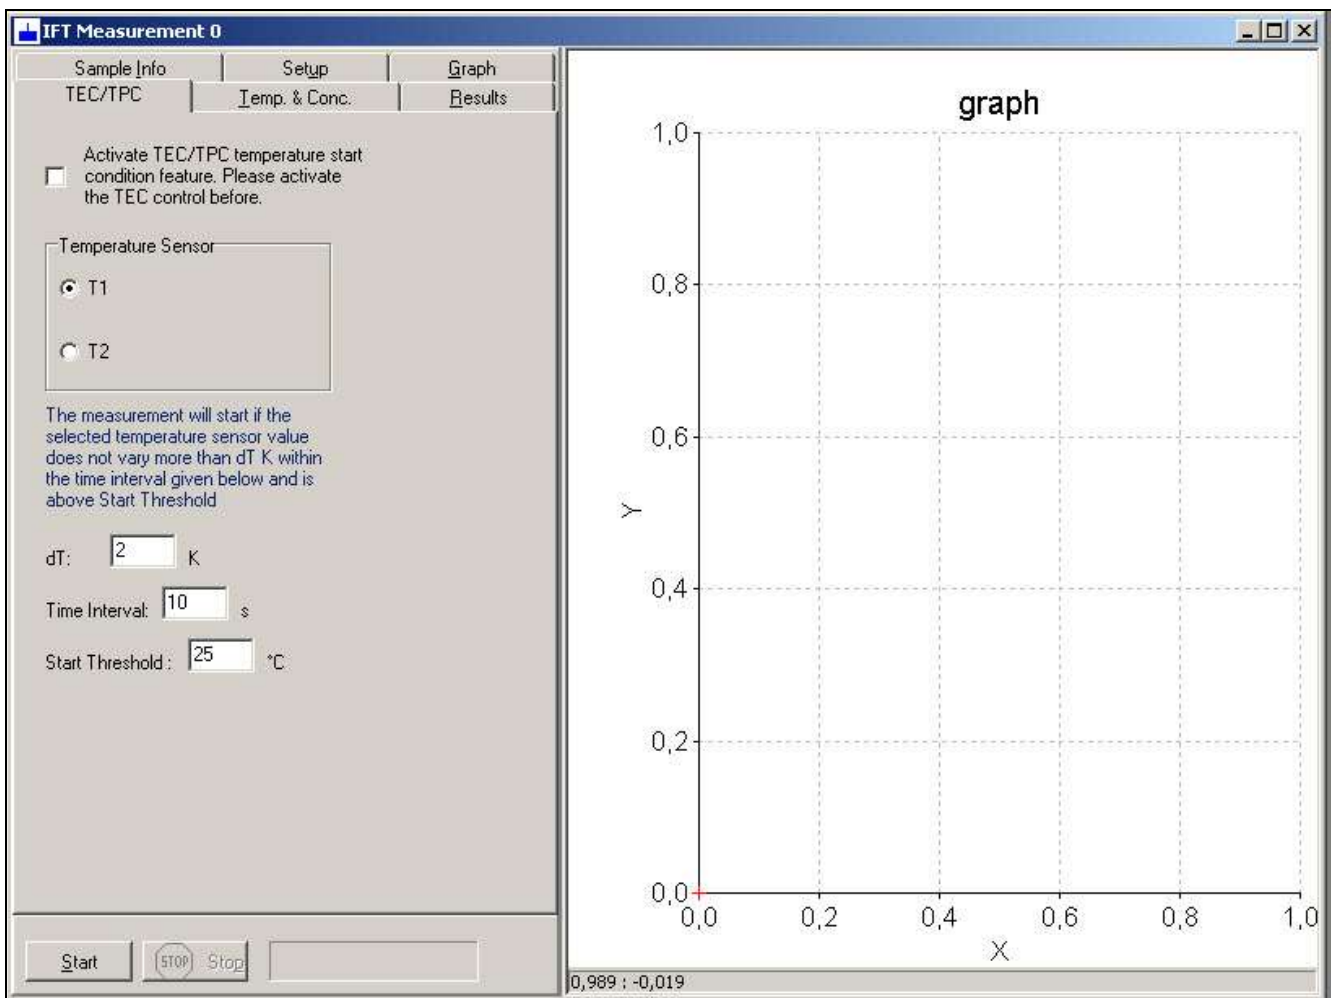 IFT Measurement 0
Sample Info
Setup
Graph
TEC/TPC
Temp. & Conc.
Results
Activate TEC/TPC temperature start
condition feature. Please activate
the TEC control before.
Temperature Sensor
T1
T2
The measurement will start if the
selected temperature sensor value
does not vary more than dT K within
the time interval given below and is
above Start Threshold
dT: 2 K
Time Interval: 10 s
Start Threshold : 25 °C
Start
STOP Stop
graph
1,0
0,8
0,6
Y
0,4
0,2
0,0
0,0 0,2 0,4 0,6 0,8 1,0
X
0,989 : -0,019